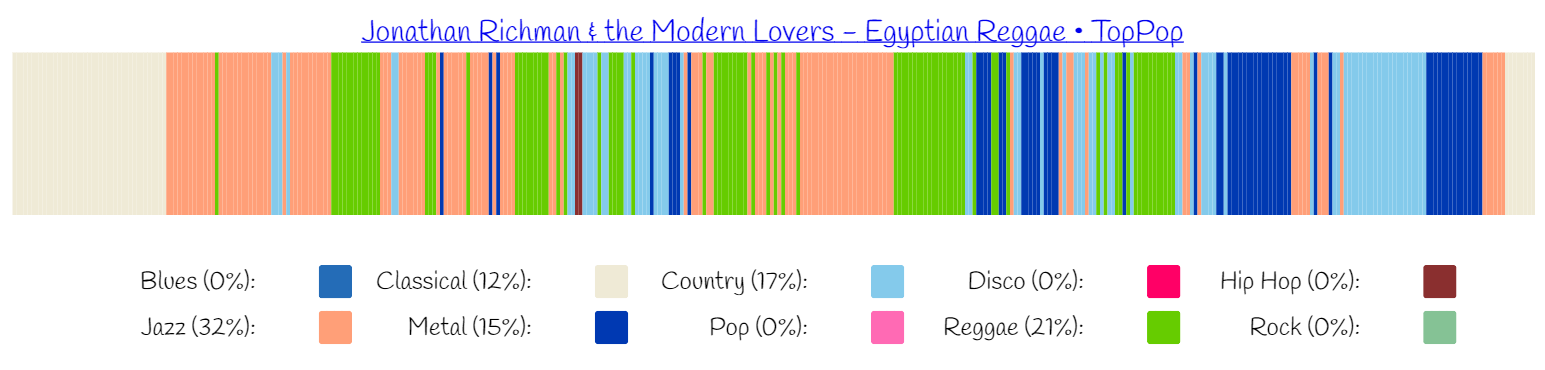 Jonathan Richman & the Modern Lovers – Egyptian Reggae • TopPop
Blues (0%): Classical (12%): Country (17%): Disco (0%): Hip Hop (0%):
Jazz (32%): Metal (15%): Pop (0%): Reggae (21%): Rock (0%):